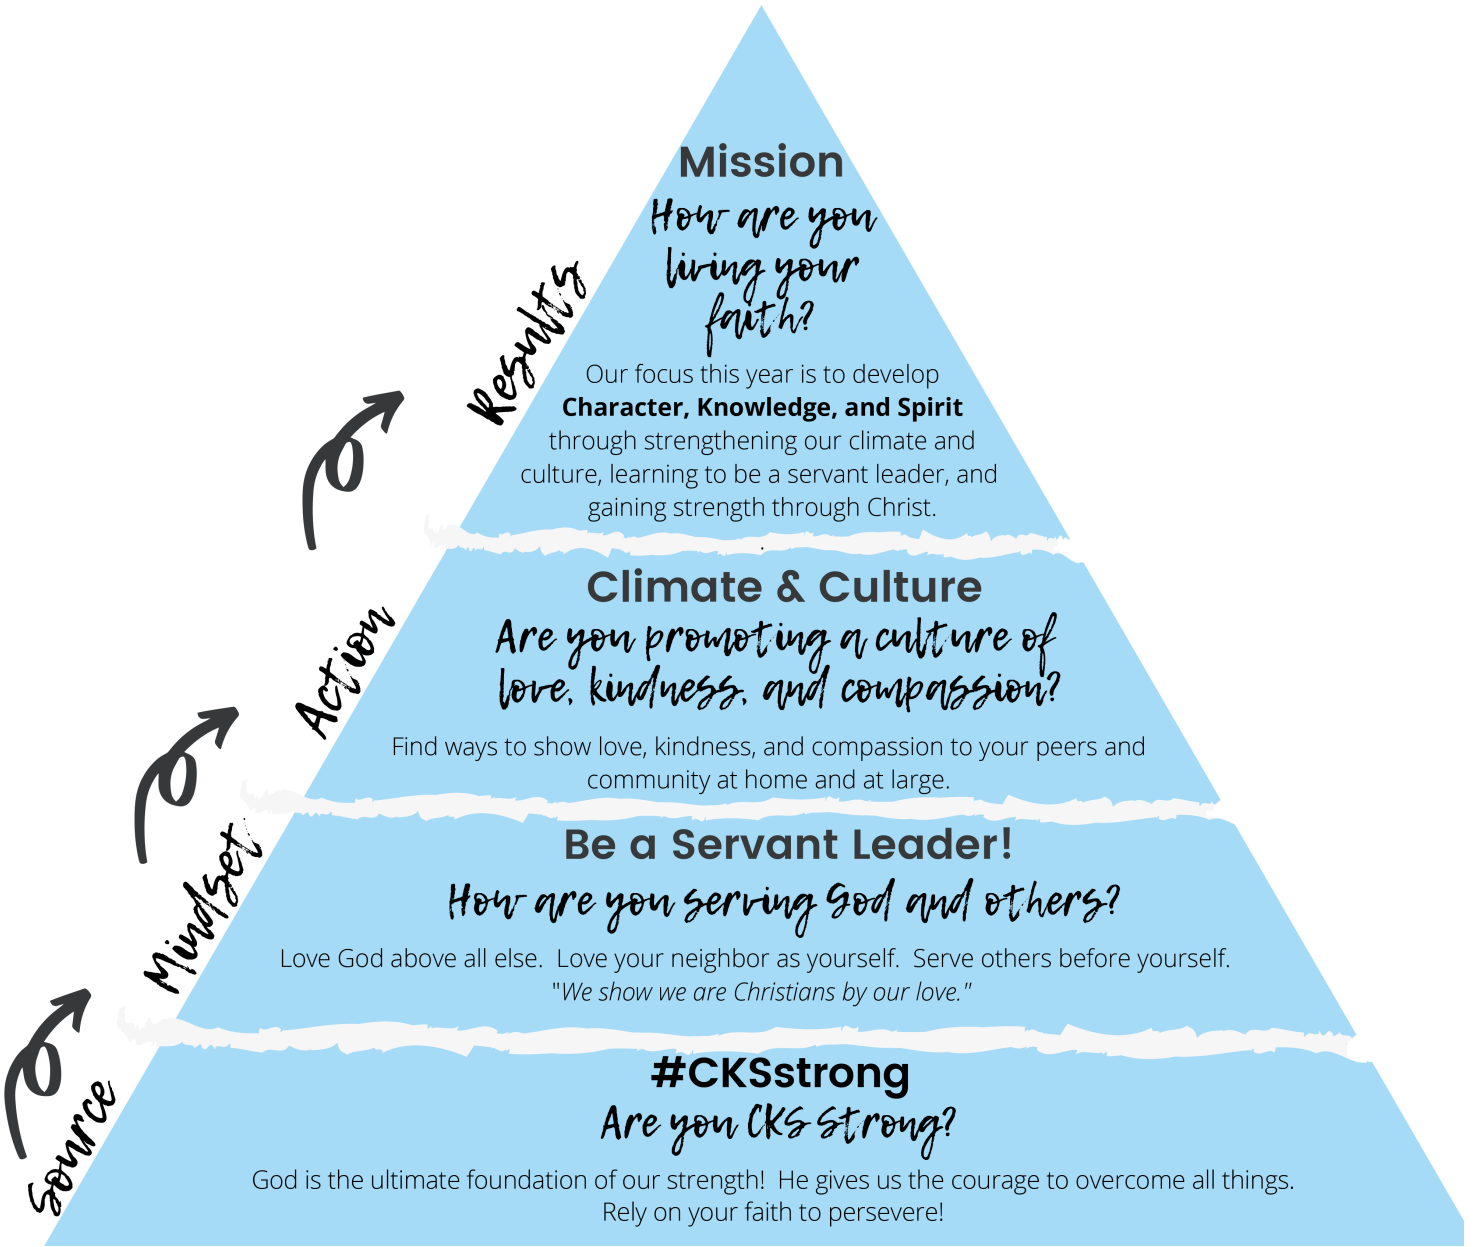 Mission
How are you
living your
faith?
Results
Our focus this year is to develop
Character, Knowledge, and Spirit
through strengthening our climate and
culture, learning to be a servant leader, and
gaining strength through Christ.
.
Climate & Culture
Action
Are you promoting a culture of
love, kindness, and compassion?
Find ways to show love, kindness, and compassion to your peers and
community at home and at large.
Be a Servant Leader!
Mindset
How are you serving God and others?
Love God above all else.  Love your neighbor as yourself.  Serve others before yourself.
"We show we are Christians by our love."
#CKSstrong
Source
Are you CKS Strong?
God is the ultimate foundation of our strength!  He gives us the courage to overcome all things.
Rely on your faith to persevere!